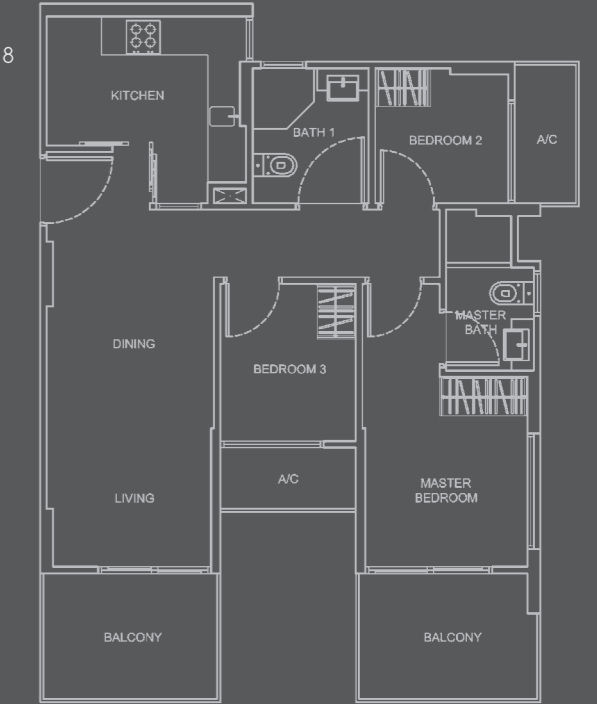 8
KITCHEN
BATH 1
BEDROOM 2
A/C
MASTER
BATH
DINING
BEDROOM 3
A/C
MASTER
BEDROOM
LIVING
BALCONY
BALCONY